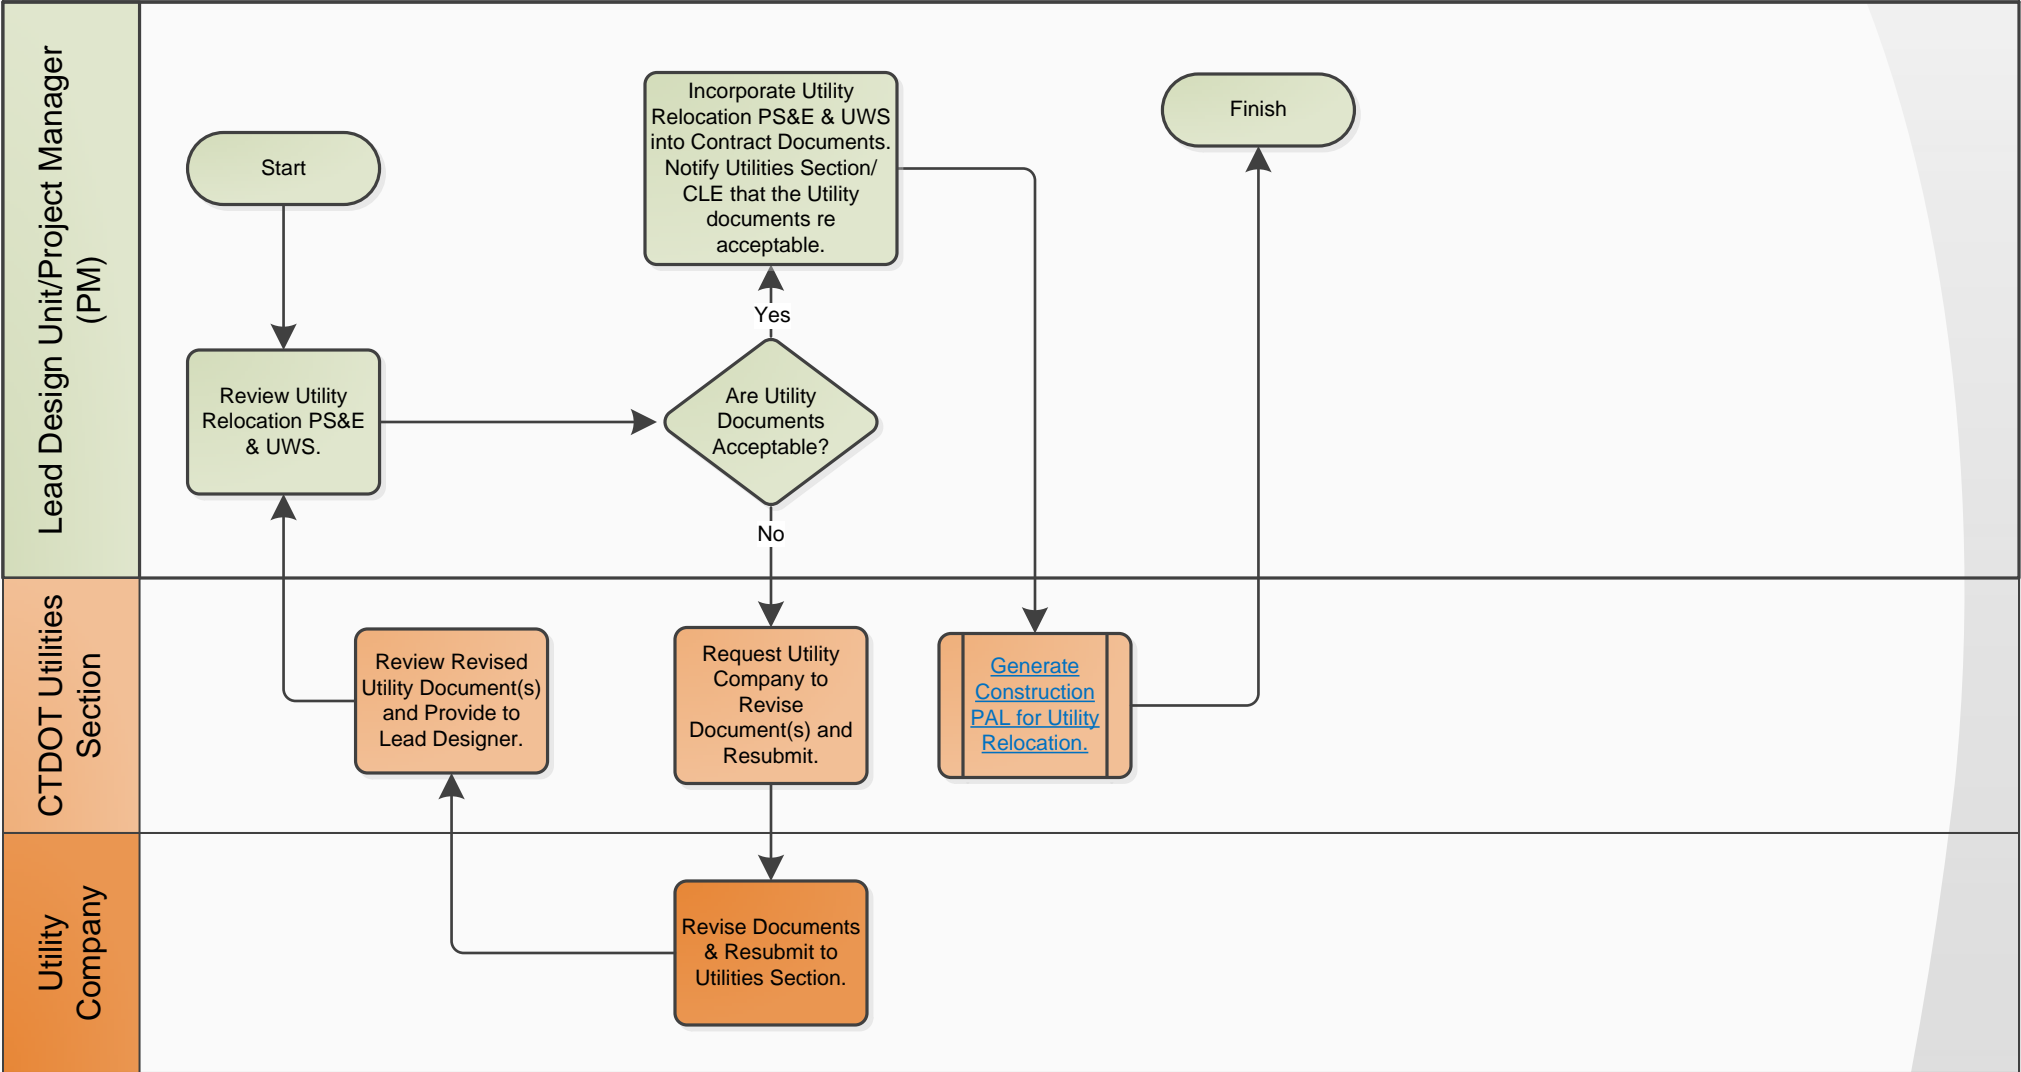 Lead Design Unit/Project Manager
(PM)
Start
Review Utility
Relocation PS&E
& UWS.
Are Utility
Documents
Acceptable?
Yes
No
Incorporate Utility
Relocation PS&E & UWS
into Contract Documents.
Notify Utilities Section/
CLE that the Utility
documents re
acceptable.
Finish
CTDOT Utilities
Section
Review Revised
Utility Document(s)
and Provide to
Lead Designer.
Request Utility
Company to
Revise
Document(s) and
Resubmit.
Generate
Construction
PAL for Utility
Relocation.
Utility
Company
Revise Documents
& Resubmit to
Utilities Section.